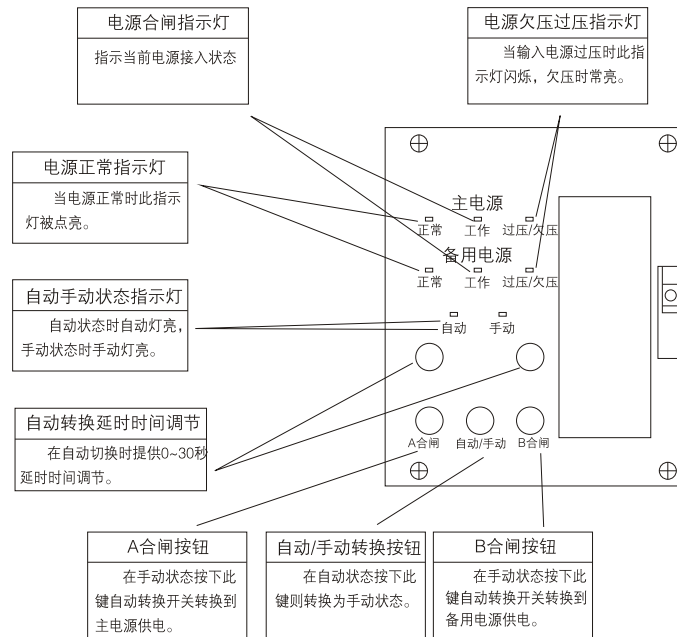 电源合闸指示灯
指示当前电源接入状态
电源欠压过压指示灯
当输入电源过压时此指
示灯闪烁，欠压时常亮。
电源正常指示灯
当电源正常时此指示
灯被点亮。
主电源
正常 工作 过压/欠压
备用电源
正常 工作 过压/欠压
自动手动状态指示灯
自动状态时自动灯亮，
手动状态时手动灯亮。
自动 手动
自动转换延时时间调节
在自动切换时提供0~30秒
延时时间调节。
A合闸 自动/手动 B合闸
A合闸按钮
在手动状态按下此
键自动转换开关转换到
主电源供电。
自动/手动转换按钮
在自动状态按下此
键则转换为手动状态。
B合闸按钮
在手动状态按下此
键自动转换开关转换到
备用电源供电。